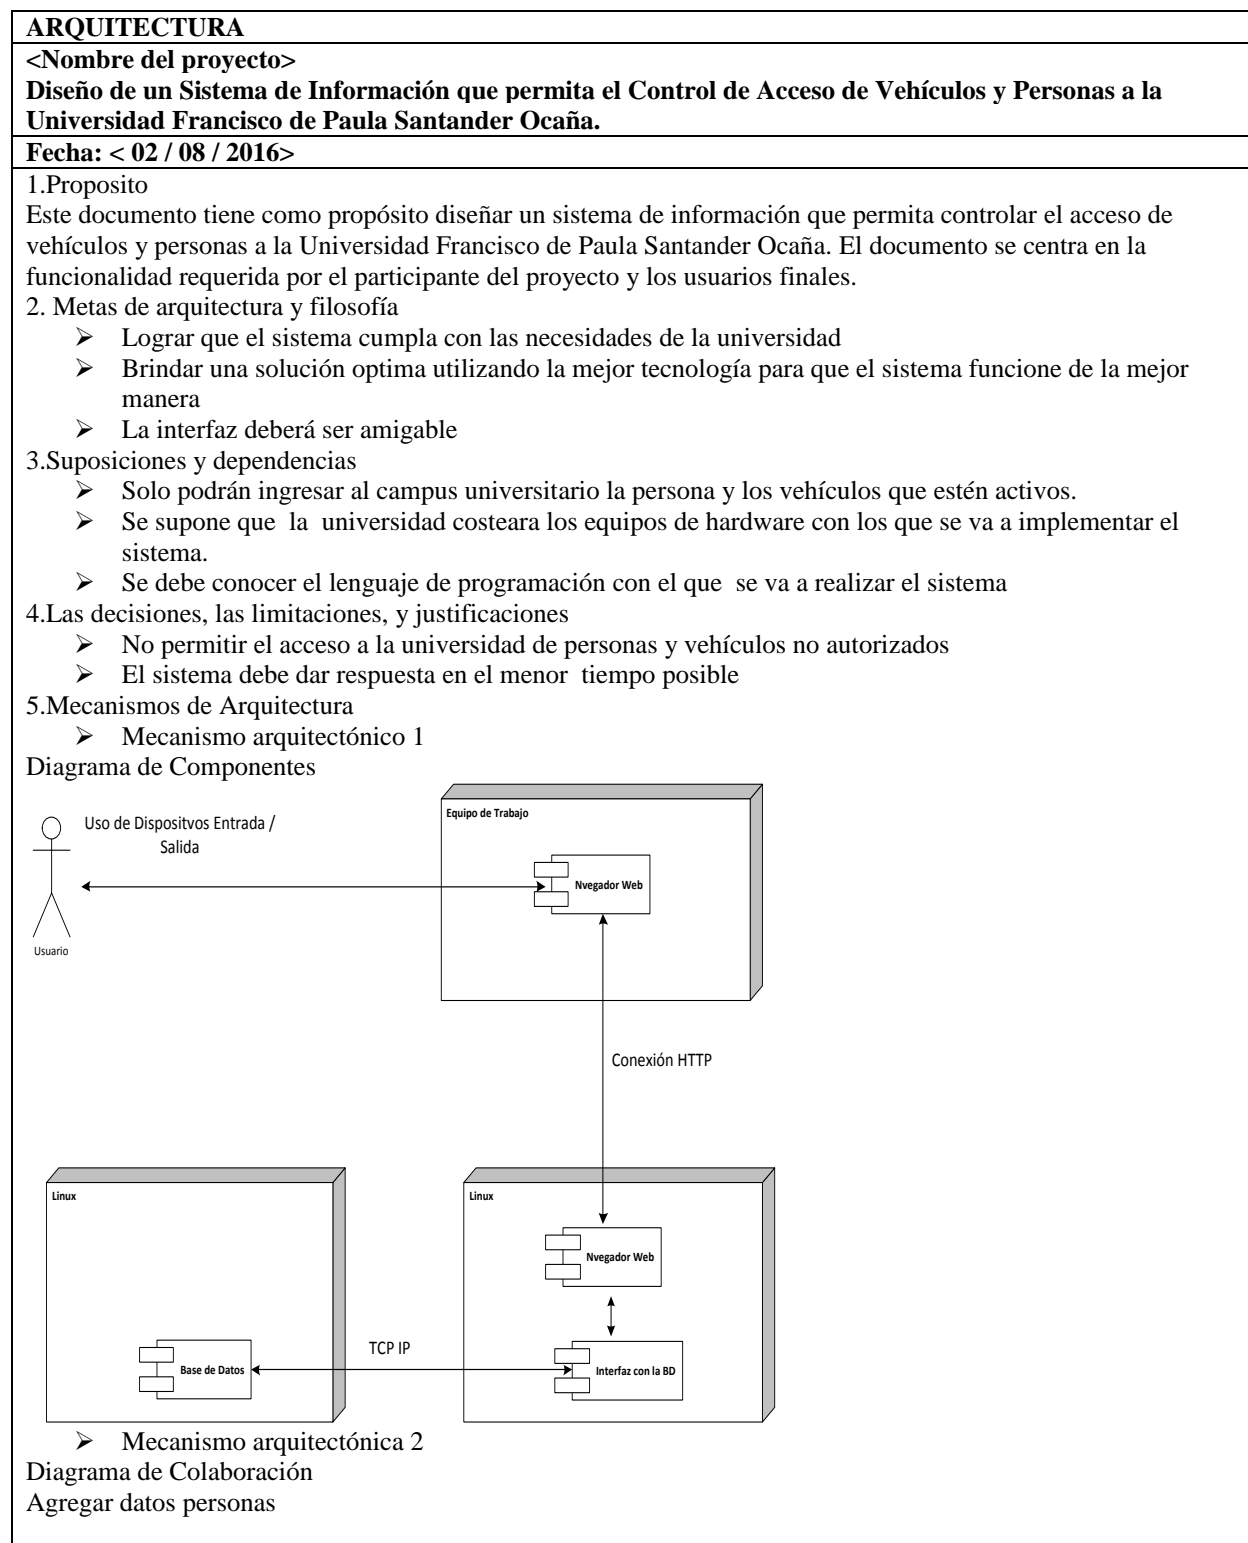 ARQUITECTURA
<Nombre del proyecto>
Diseño de un Sistema de Información que permita el Control de Acceso de Vehículos y Personas a la
Universidad Francisco de Paula Santander Ocaña.
Fecha: < 02 / 08 / 2016>
1.Proposito
Este documento tiene como propósito diseñar un sistema de información que permita controlar el acceso de
vehículos y personas a la Universidad Francisco de Paula Santander Ocaña. El documento se centra en la
funcionalidad requerida por el participante del proyecto y los usuarios finales.
2. Metas de arquitectura y filosofía
➢ Lograr que el sistema cumpla con las necesidades de la universidad
➢ Brindar una solución optima utilizando la mejor tecnología para que el sistema funcione de la mejor
manera
➢ La interfaz deberá ser amigable
3.Suposiciones y dependencias
➢ Solo podrán ingresar al campus universitario la persona y los vehículos que estén activos.
➢ Se supone que la universidad costeara los equipos de hardware con los que se va a implementar el
sistema.
➢ Se debe conocer el lenguaje de programación con el que se va a realizar el sistema
4.Las decisiones, las limitaciones, y justificaciones
➢ No permitir el acceso a la universidad de personas y vehículos no autorizados
➢ El sistema debe dar respuesta en el menor tiempo posible
5.Mecanismos de Arquitectura
➢ Mecanismo arquitectónico 1
Diagrama de Componentes
Uso de Dispositvos Entrada /
Salida
Usuario
Equipo de Trabajo
Nvegador Web
Conexión HTTP
Linux
Base de Datos
TCP IP
Linux
Nvegador Web
Interfaz con la BD
➢ Mecanismo arquitectónica 2
Diagrama de Colaboración
Agregar datos personas